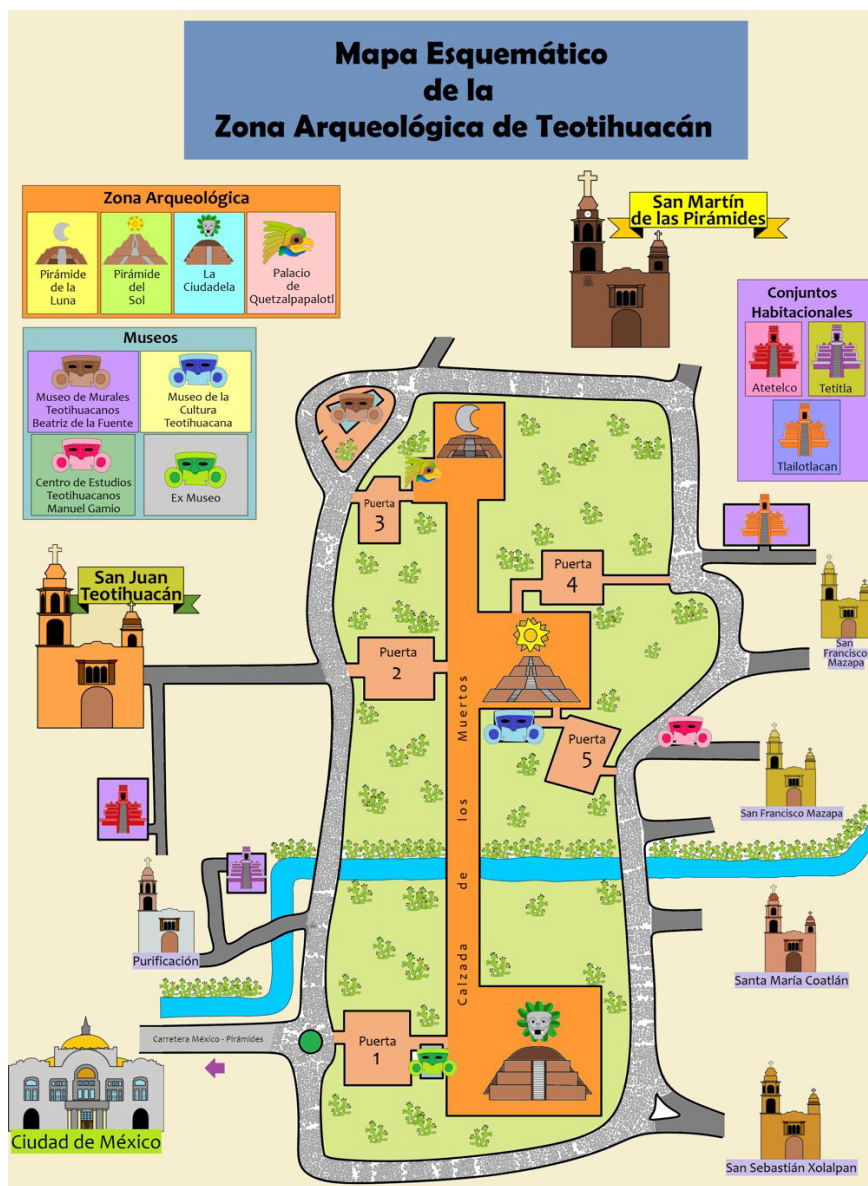 Mapa Esquemático
de la
Zona Arqueológica de Teotihuacán
Zona Arqueológica
Pirámide
de la
Luna
Pirámide
del
Sol
La
Ciudadela
Palacio
de
Quetzalpapalotl
Museos
Museo de Murales
Teotihuacanos
Beatriz de la Fuente
Museo de la
Cultura
Teotihuacana
Centro de Estudios
Teotihuacanos
Manuel Gamio
Ex Museo
San Martín
de las Pirámides
Conjuntos
Habitacionales
Atetelco
Tetitla
Tlailotlacan
Puerta
3
Puerta
4
San Juan
Teotihuacán
San
Francisco
Mazapa
Puerta
2
Puerta
5
Calzada de los Muertos
San Francisco Mazapa
Purificación
Santa María Coatlán
Carretera México - Pirámides
Puerta
1
Ciudad de México
San Sebastián Xolalpan